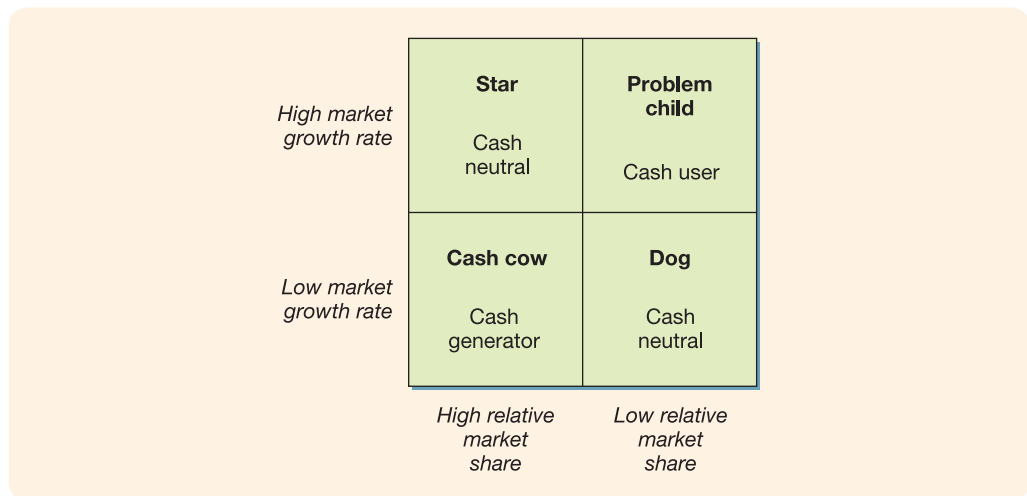 High market
growth rate
Star
Cash
neutral
Problem
child
Cash user
Low market
growth rate
Cash cow
Cash
generator
Dog
Cash
neutral
High relative
market
share
Low relative
market
share